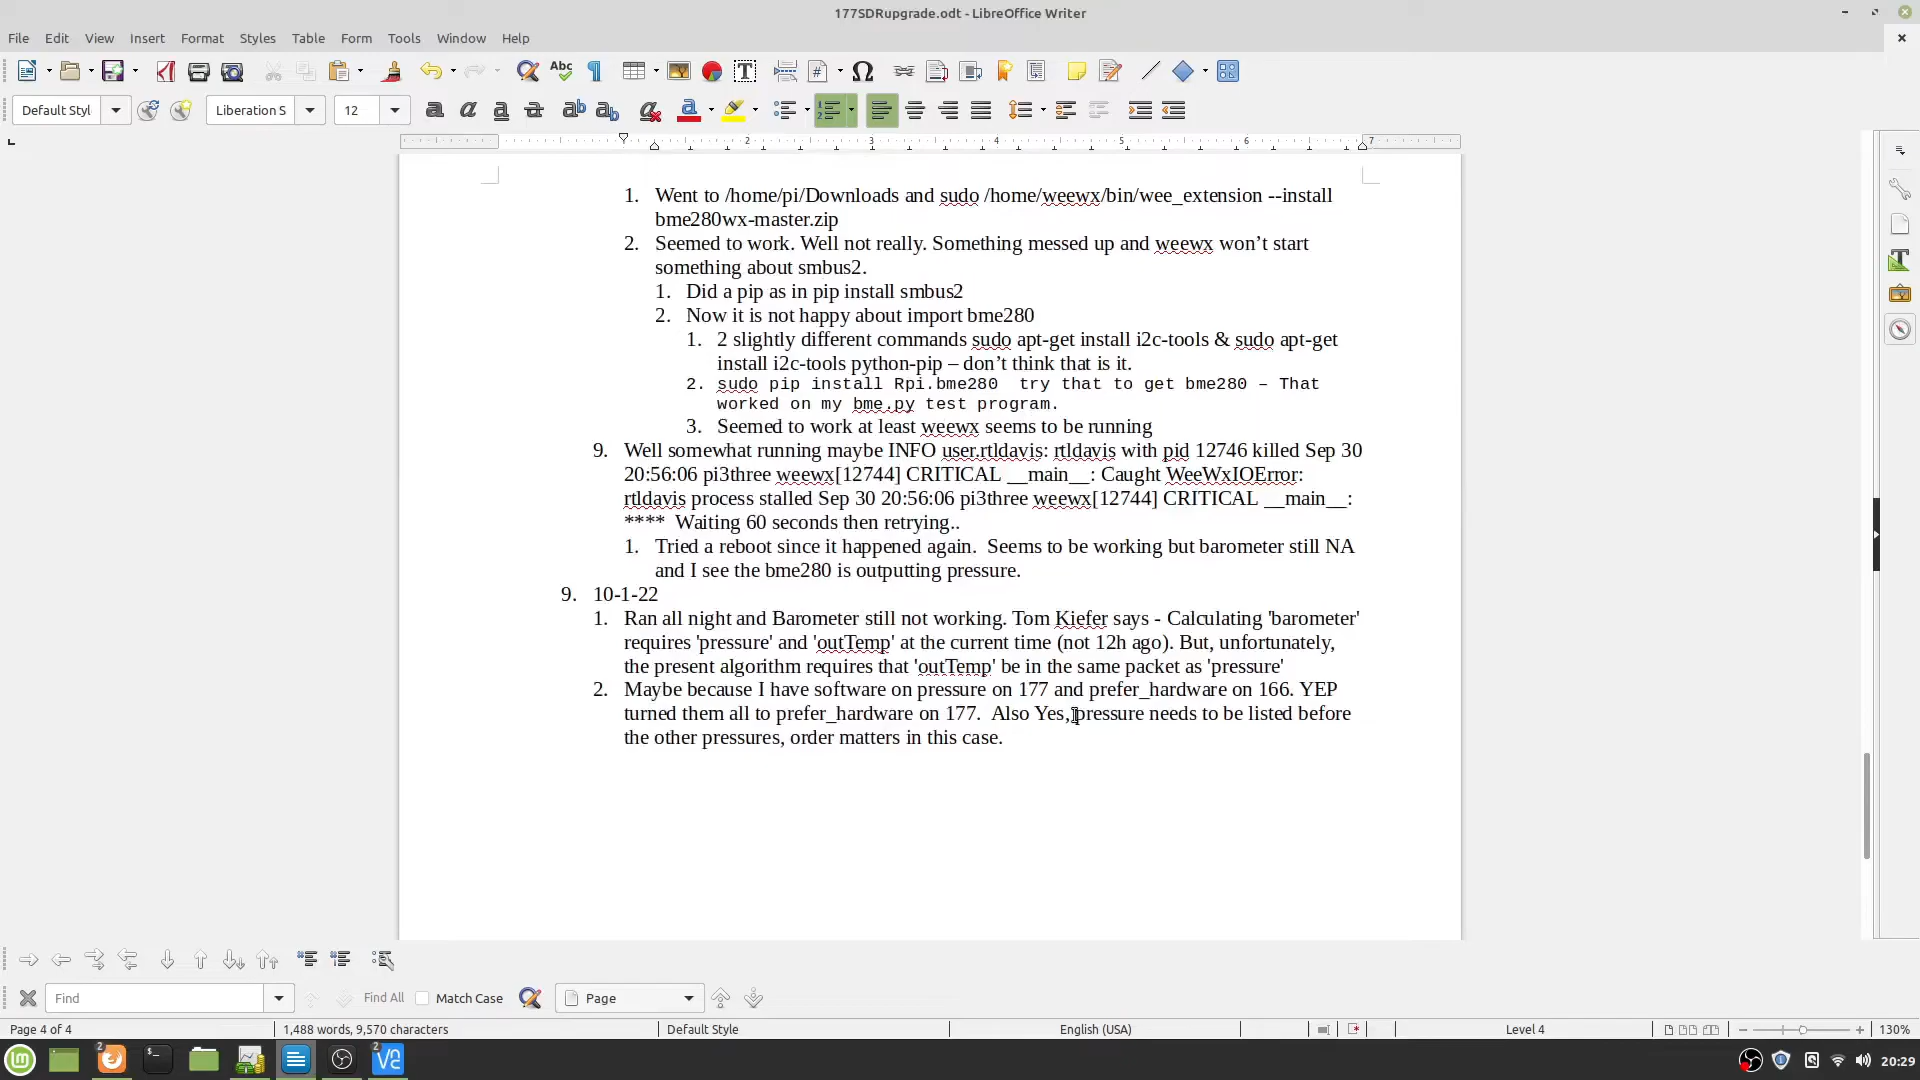 177SDRupgrade.odt - LibreOffice Writer
File Edit View Insert Format Styles Table Form Tools Window Help
Default Styl Liberation S 12
1 2 3 4 5 6 7
1. Went to /home/pi/Downloads and sudo /home/weewx/bin/wee_extension --install
bme280wx-master.zip
2. Seemed to work. Well not really. Something messed up and weewx won’t start
something about smbus2.
1. Did a pip as in pip install smbus2
2. Now it is not happy about import bme280
1. 2 slightly different commands sudo apt-get install i2c-tools & sudo apt-get
install i2c-tools python-pip – don’t think that is it.
2. sudo pip install Rpi.bme280  try that to get bme280 – That
worked on my bme.py test program.
3. Seemed to work at least weewx seems to be running
9. Well somewhat running maybe INFO user.rtldavis: rtldavis with pid 12746 killed Sep 30
20:56:06 pi3three weewx[12744] CRITICAL __main__: Caught WeeWxIOError:
rtldavis process stalled Sep 30 20:56:06 pi3three weewx[12744] CRITICAL __main__:
****  Waiting 60 seconds then retrying..
1. Tried a reboot since it happened again.  Seems to be working but barometer still NA
and I see the bme280 is outputting pressure.
9. 10-1-22
1. Ran all night and Barometer still not working. Tom Kiefer says - Calculating 'barometer'
requires 'pressure' and 'outTemp' at the current time (not 12h ago). But, unfortunately,
the present algorithm requires that 'outTemp' be in the same packet as 'pressure'
2. Maybe because I have software on pressure on 177 and prefer_hardware on 166. YEP
turned them all to prefer_hardware on 177.  Also Yes, pressure needs to be listed before
the other pressures, order matters in this case.
Find Find All Match Case Page
Page 4 of 4 1,488 words, 9,570 characters Default Style English (USA) Level 4 130%
2 2 20:29